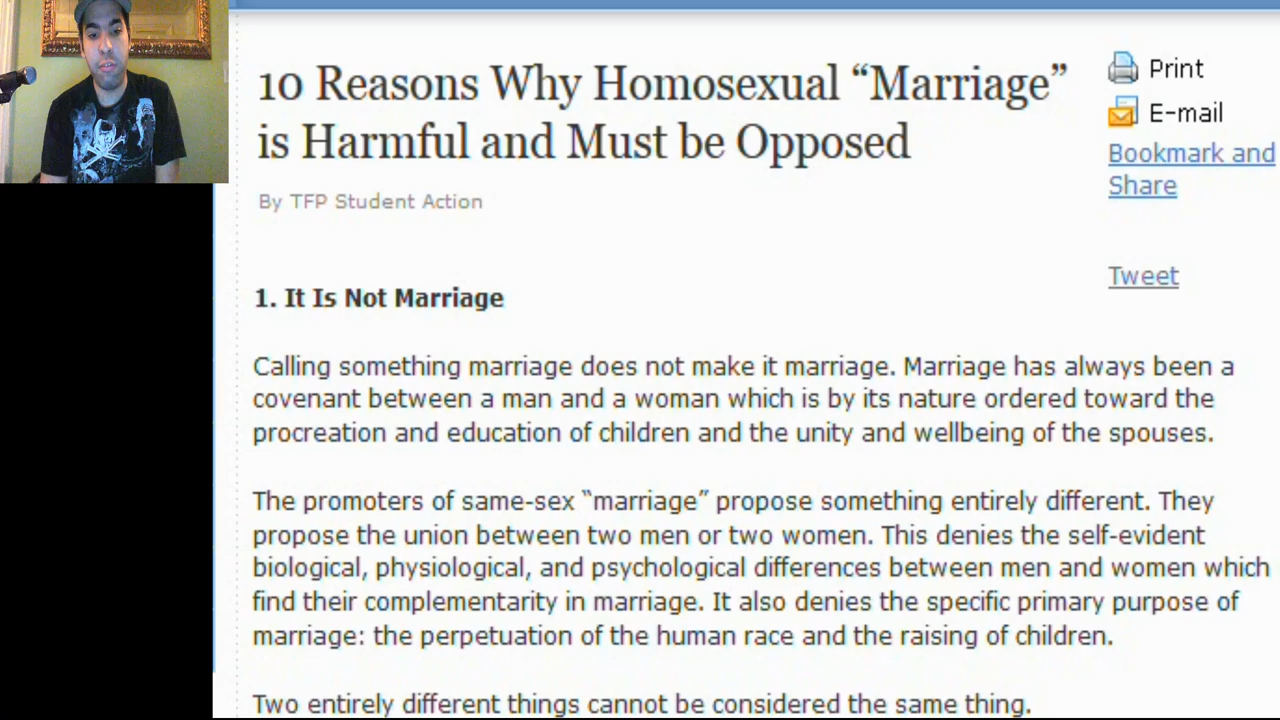 10 Reasons Why Homosexual “Marriage”
is Harmful and Must be Opposed
By TFP Student Action
Print
E-mail
Bookmark and
Share
Tweet
1. It Is Not Marriage
Calling something marriage does not make it marriage. Marriage has always been a
covenant between a man and a woman which is by its nature ordered toward the
procreation and education of children and the unity and wellbeing of the spouses.
The promoters of same-sex “marriage” propose something entirely different. They
propose the union between two men or two women. This denies the self-evident
biological, physiological, and psychological differences between men and women which
find their complementarity in marriage. It also denies the specific primary purpose of
marriage: the perpetuation of the human race and the raising of children.
Two entirely different things cannot be considered the same thing.